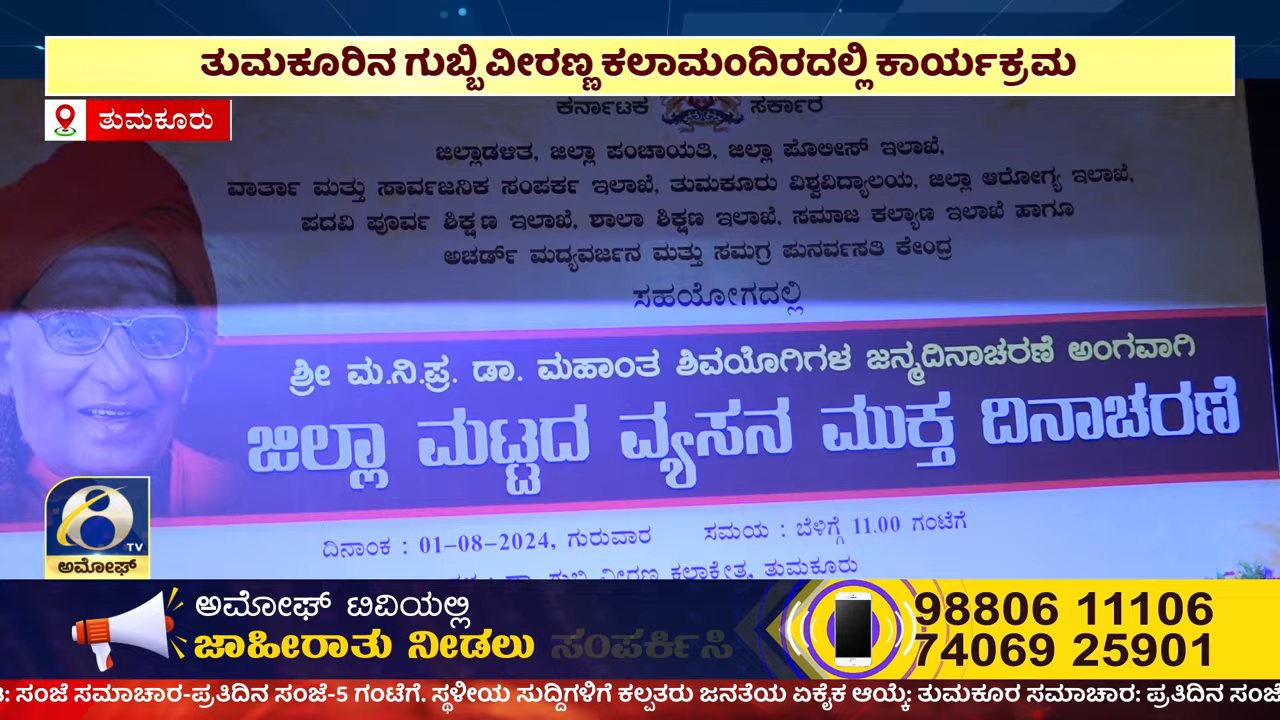 ತುಮಕೂರಿನ ಗುಬ್ಬಿ ವೀರಣ್ಣ ಕಲಾಮಂದಿರದಲ್ಲಿ ಕಾರ್ಯಕ್ರಮ
ತುಮಕೂರು
ಕರ್ನಾಟಕ ಸರ್ಕಾರ
ಜಿಲ್ಲಾಡಳಿತ, ಜಿಲ್ಲಾ ಪಂಚಾಯತಿ, ಜಿಲ್ಲಾ ಪೊಲೀಸ್ ಇಲಾಖೆ,
ವಾರ್ತಾ ಮತ್ತು ಸಾರ್ವಜನಿಕ ಸಂಪರ್ಕ ಇಲಾಖೆ, ತುಮಕೂರು ವಿಶ್ವವಿದ್ಯಾಲಯ, ಜಿಲ್ಲಾ ಆರೋಗ್ಯ ಇಲಾಖೆ,
ಪದವಿ ಪೂರ್ವ ಶಿಕ್ಷಣ ಇಲಾಖೆ, ಶಾಲಾ ಶಿಕ್ಷಣ ಇಲಾಖೆ. ಸಮಾಜ ಕಲ್ಯಾಣ ಇಲಾಖೆ ಹಾಗೂ
ಅಚರ್ಡ್ ಮದ್ಯವರ್ಜನ ಮತ್ತು ಸಮಗ್ರ ಪುನರ್ವಸತಿ ಕೇಂದ್ರ
ಸಹಯೋಗದಲ್ಲಿ
ಶ್ರೀ ಮ.ನಿ.ಪ್ರ. ಡಾ. ಮಹಾಂತ ಶಿವಯೋಗಿಗಳ ಜನ್ಮದಿನಾಚರಣೆ ಅಂಗವಾಗಿ
ಜಿಲ್ಲಾ ಮಟ್ಟದ ವ್ಯಸನ ಮುಕ್ತ ದಿನಾಚರಣೆ
ದಿನಾಂಕ : 01-08-2024, ಗುರುವಾರ ಸಮಯ : ಬೆಳಿಗ್ಗೆ 11.00 ಗಂಟೆಗೆ
ಡಾ. ಗುಬ್ಬಿ ವೀರಣ್ಣ ಕಲಾಕ್ಷೇತ್ರ, ತುಮಕೂರು
TV
ಅಮೋಘ್
ಅಮೋಘ್ ಟಿವಿಯಲ್ಲಿ
ಜಾಹೀರಾತು ನೀಡಲು ಸಂಪರ್ಕಿಸಿ
98806 11106
74069 25901
ಸಂಜೆ ಸಮಾಚಾರ-ಪ್ರತಿದಿನ ಸಂಜೆ-5 ಗಂಟೆಗೆ. ಸ್ಥಳೀಯ ಸುದ್ದಿಗಳಿಗೆ ಕಲ್ಪತರು ಜನತೆಯ ಏಕೈಕ ಆಯ್ಕೆ: ತುಮಕೂರ ಸಮಾಚಾರ: ಪ್ರತಿದಿನ ಸಂಜೆ